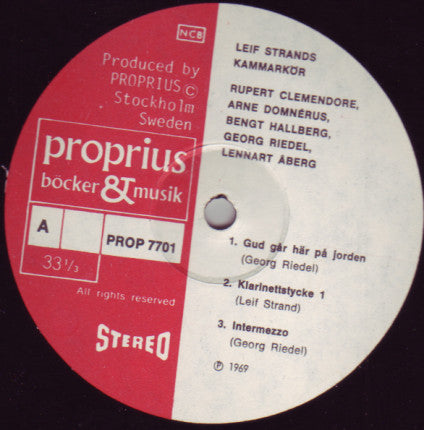 NCB
Produced by
PROPRIUS ©
Stockholm
Sweden
proprius
böcker & musik
A
PROP 7701
33 1/3
All rights reserved
STEREO
LEIF STRANDS
KAMMARKÖR
RUPERT CLEMENDORE,
ARNE DOMNÉRUS,
BENGT HALLBERG,
GEORG RIEDEL,
LENNART ÅBERG
1. Gud går här på jorden
(Georg Riedel)
2. Klarinettstycke 1
(Leif Strand)
3. Intermezzo
(Georg Riedel)
℗ 1969